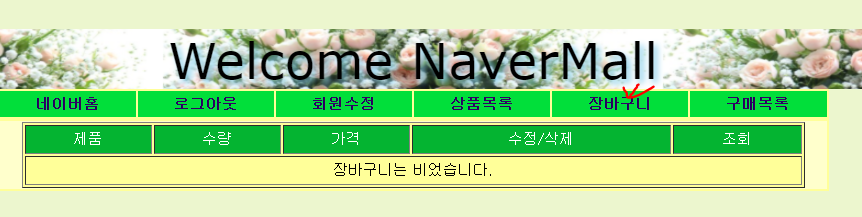 Welcome NaverMall
네이버홈 로그아웃 회원수정 상품목록 장바구니 구매목록
제품 수량 가격 수정/삭제 조회
장바구니는 비었습니다.